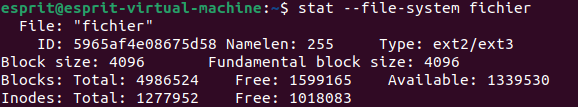 esprit@esprit-virtual-machine:~$ stat --file-system fichier
File: "fichier"
ID: 5965af4e08675d58 Namelen: 255 Type: ext2/ext3
Block size: 4096 Fundamental block size: 4096
Blocks: Total: 4986524 Free: 1599165 Available: 1339530
Inodes: Total: 1277952 Free: 1018083